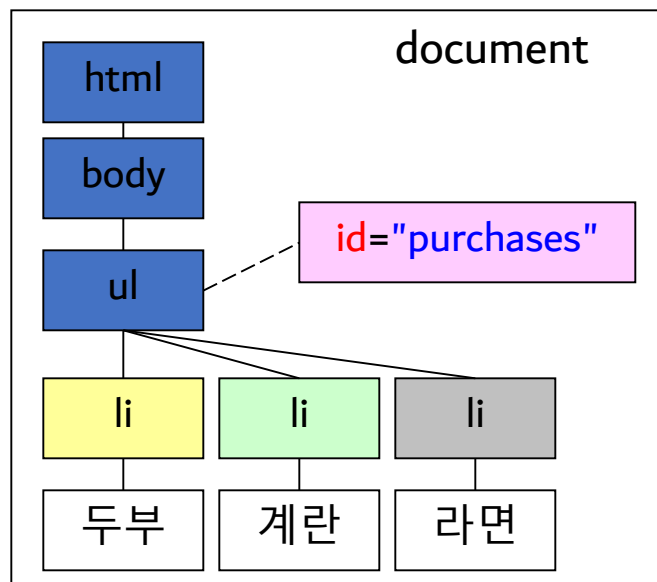 document
html
body
id="purchases"
ul
li li li
두부 계란 라면